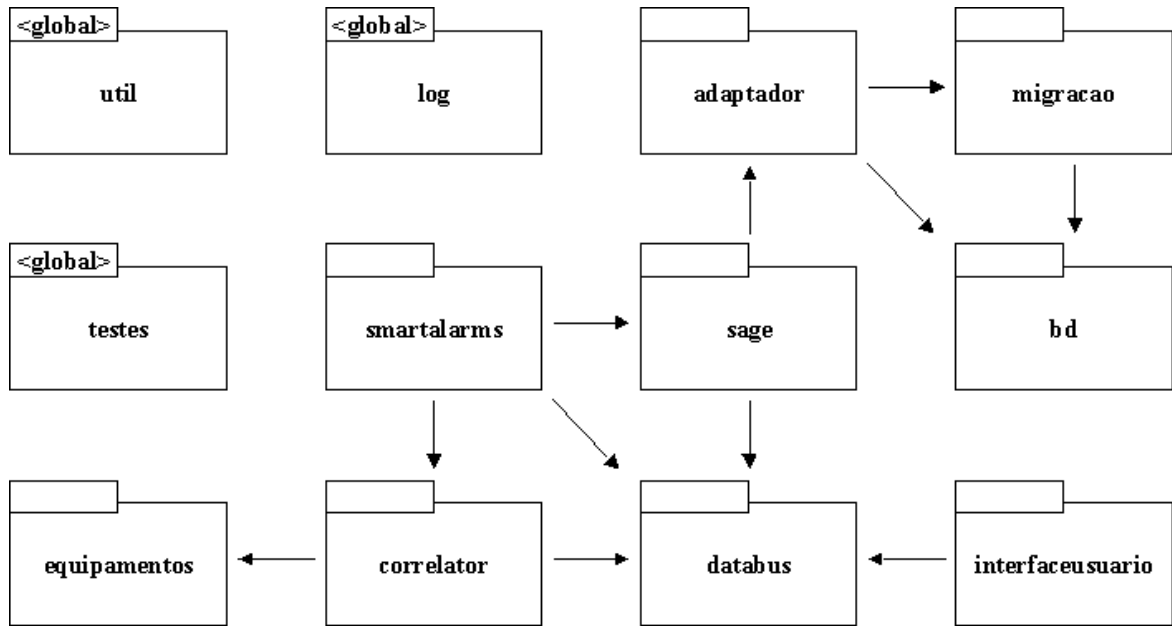 <global>
util
<global>
log
adaptador
migracao
<global>
testes
smartalarms
sage
bd
equipamentos
correlator
databus
interfaceusuario